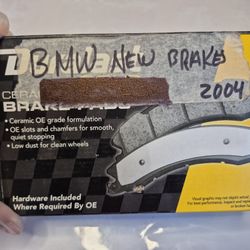 BMW NEW BRAKES
2004
BRAKE PADS
• Ceramic OE grade formulation
• OE slots and chamfers for smooth,
quiet stopping
• Low dust for clean wheels
Hardware Included
Where Required By OE